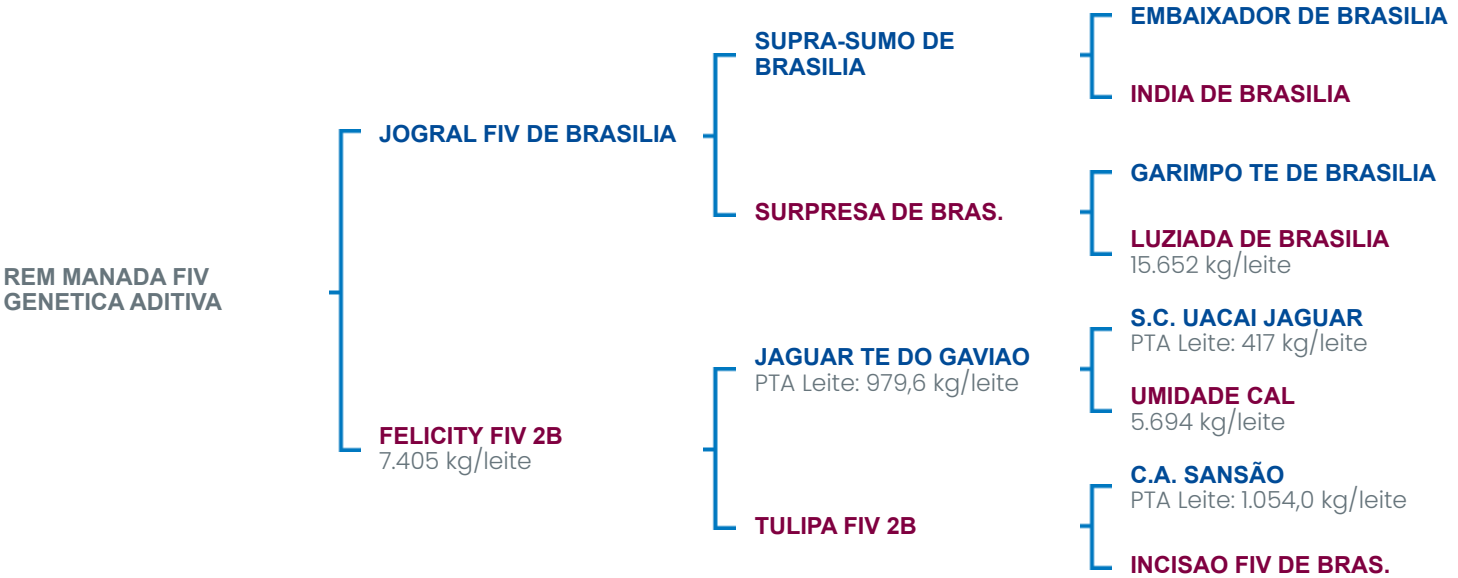 EMBAIXADOR DE BRASILIA
SUPRA-SUMO DE
BRASILIA
INDIA DE BRASILIA
JOGRAL FIV DE BRASILIA
GARIMPO TE DE BRASILIA
SURPRESA DE BRAS.
LUZIADA DE BRASILIA
15.652 kg/leite
REM MANADA FIV
GENETICA ADITIVA
S.C. UACAI JAGUAR
PTA Leite: 417 kg/leite
JAGUAR TE DO GAVIAO
PTA Leite: 979,6 kg/leite
UMIDADE CAL
5.694 kg/leite
FELICITY FIV 2B
7.405 kg/leite
C.A. SANSÃO
PTA Leite: 1.054,0 kg/leite
TULIPA FIV 2B
INCISAO FIV DE BRAS.